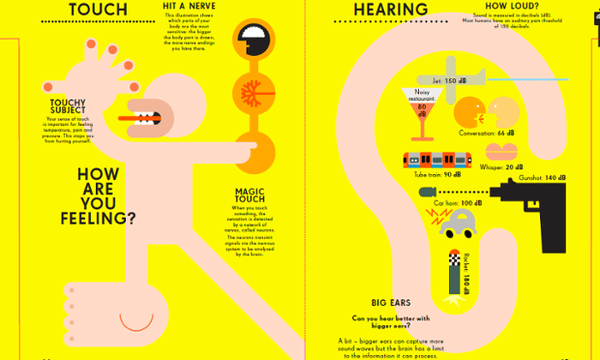 TOUCH
HIT A NERVE
This illustration shows
which parts of your
body are the most
sensitive: the bigger
the body part is drawn,
the more nerve endings
you have there.
TOUCHY
SUBJECT
Your sense of touch
is important for feeling
temperature, pain and
pressure. This stops you
from hurting yourself.
HOW
ARE
YOU
FEELING?
MAGIC
TOUCH
When you touch
something, the
sensation is detected
by a network of
nerves, called neurons.
The neurons transmit
signals via the nervous
system to be analysed
by the brain.
HEARING
HOW LOUD?
Sound is measured in decibels (dB).
Most humans have an auditory pain threshold
of 130 decibels.
Jet: 150 dB
Noisy
restaurant:
80
dB
Conversation: 66 dB
Whisper: 20 dB
Tube train: 90 dB
Gunshot: 140 dB
Car horn: 100 dB
Rocket: 180 dB
BIG EARS
Can you hear better with
bigger ears?
A bit – bigger ears can capture more
sound waves but the brain has a limit
to the information it can process.